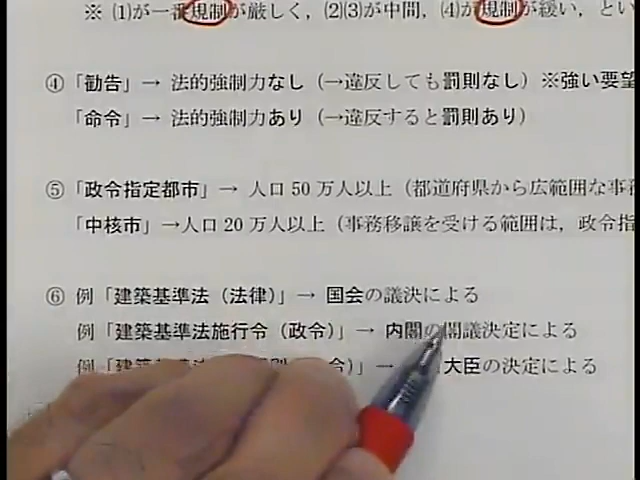 ※ (1)が一番規制が厳しく，(2)(3)が中間，(4)が規制が緩い，とい
④「勧告」→ 法的強制力なし（→違反しても罰則なし）※強い要望
「命令」→ 法的強制力あり（→違反すると罰則あり）
⑤「政令指定都市」→ 人口 50 万人以上（都道府県から広範囲な事務
「中核市」→人口 20 万人以上（事務移譲を受ける範囲は，政令指
⑥ 例「建築基準法（法律）」→ 国会の議決による
例「建築基準法施行令（政令）」→ 内閣の閣議決定による
例「建築基準法 令）」→ 大臣の決定による